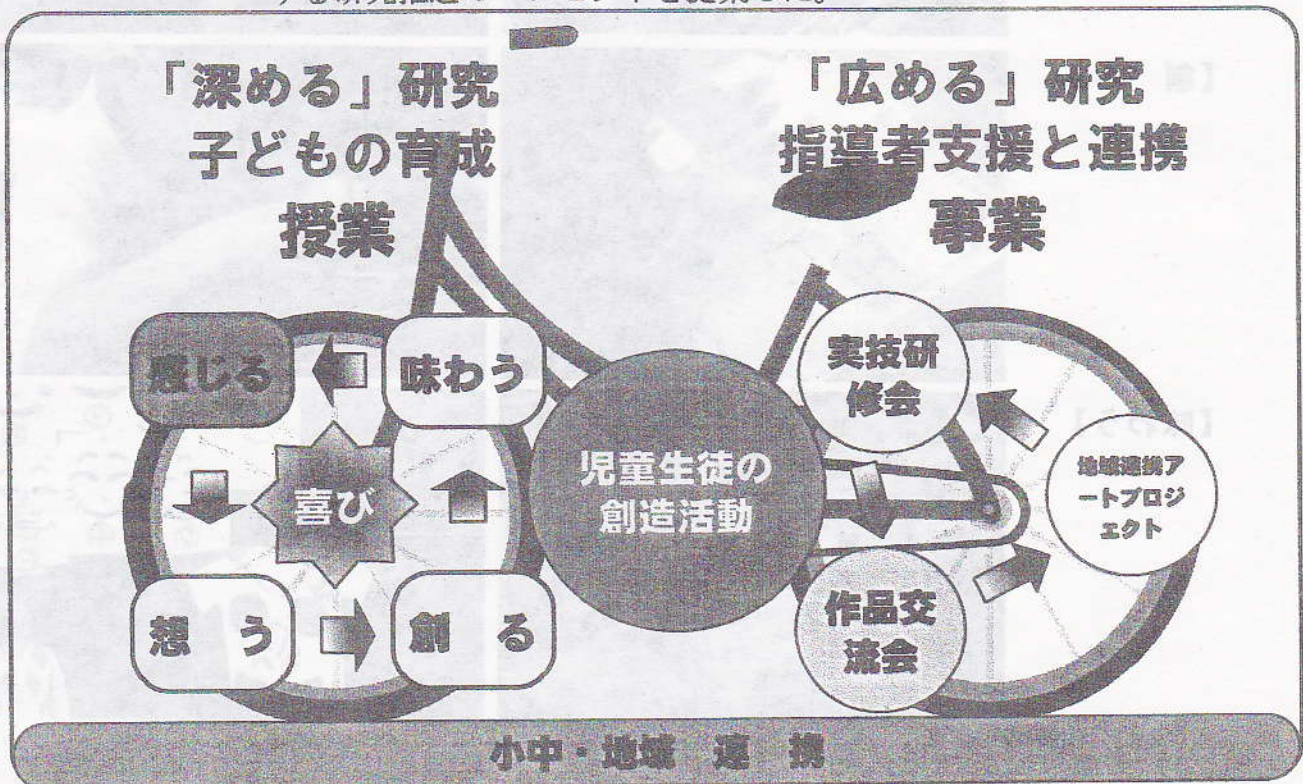 「深める」研究
子どもの育成
授業
「広める」研究
指導者支援と連携
事業
感じる
味わう
喜び
想 う
創 る
児童生徒の
創造活動
実技研
修会
地域連携ア
ートプロジ
ェクト
作品交
流会
小中・地域 連 携